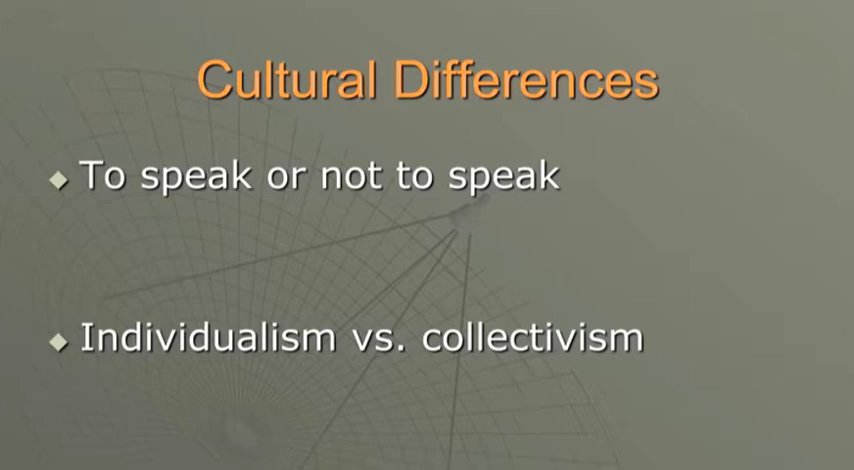 Cultural Differences
To speak or not to speak
Individualism vs. collectivism